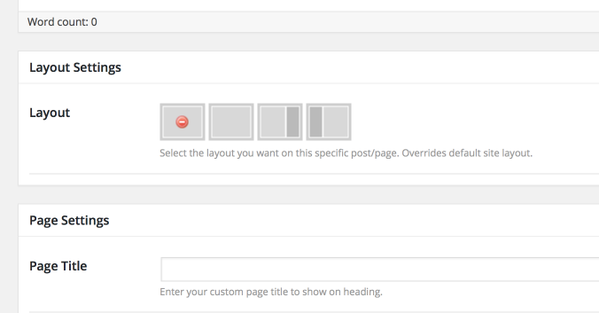 Word count: 0
Layout Settings
Layout
Select the layout you want on this specific post/page. Overrides default site layout.
Page Settings
Page Title
Enter your custom page title to show on heading.